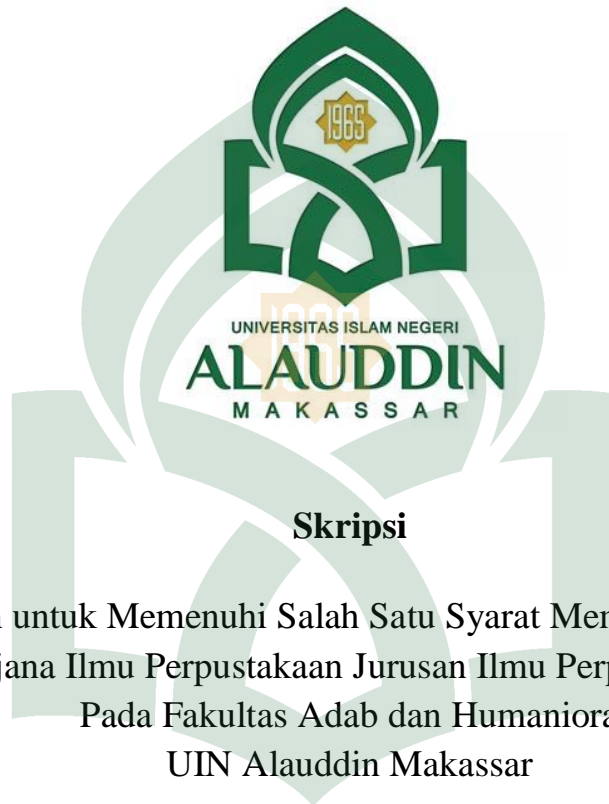 1965
UNIVERSITAS ISLAM NEGERI
ALAUDDIN
MAKASSAR
Skripsi
untuk Memenuhi Salah Satu Syarat
Ilmu Perpustakaan Jurusan Ilmu
Pada Fakultas Adab dan Humaniora
UIN Alauddin Makassar